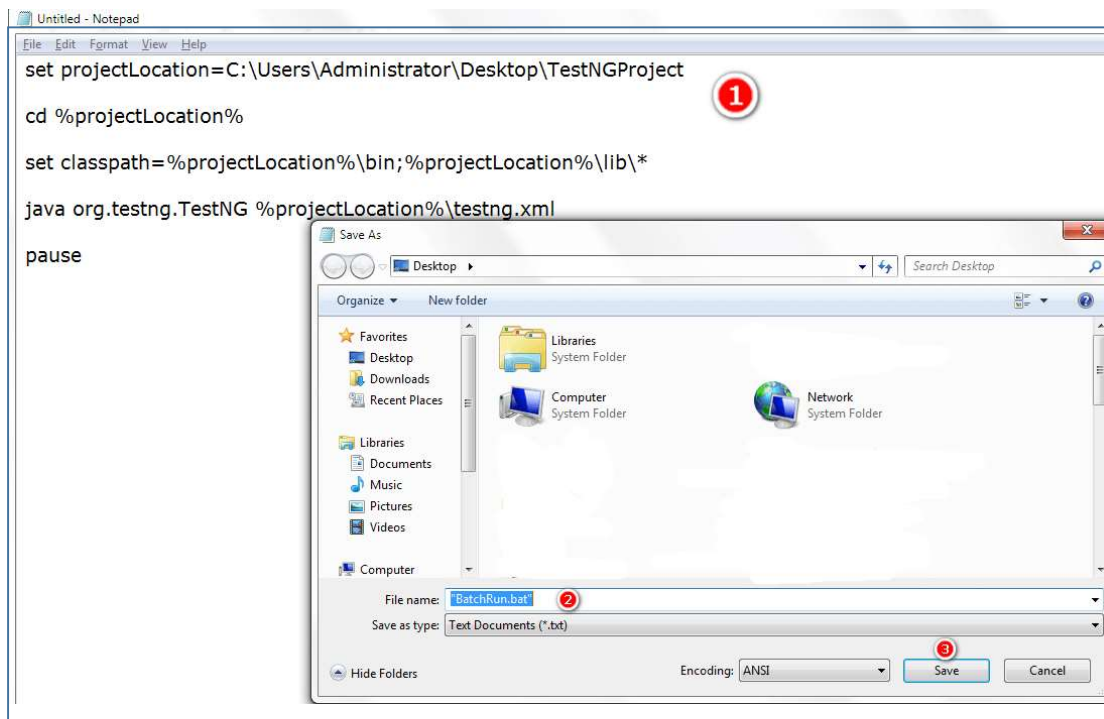 Untitled - Notepad
File Edit Format View Help
set projectLocation=C:\Users\Administrator\Desktop\TestNGProject
1
cd %projectLocation%
set classpath=%projectLocation%\bin;%projectLocation%\lib\*
java org.testng.TestNG %projectLocation%\testng.xml
pause
Save As
Desktop
Search Desktop
Organize New folder
Favorites
Desktop
Downloads
Recent Places
Libraries
Documents
Music
Pictures
Videos
Computer
Libraries
System Folder
Computer
System Folder
Network
System Folder
File name: "BatchRun.bat" 2
Save as type: Text Documents (*.txt)
3
Hide Folders Encoding: ANSI Save Cancel